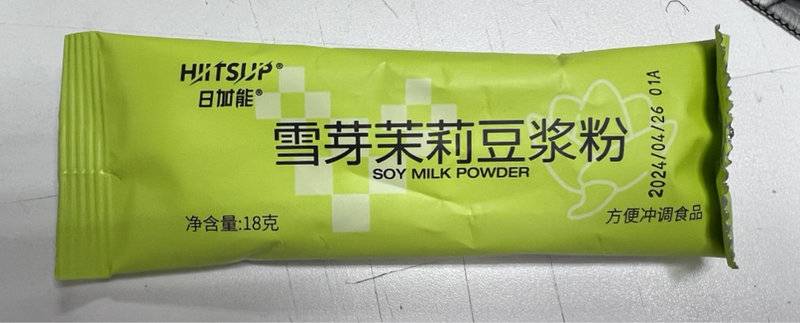 HIITSUP®
日加能®
雪芽茉莉豆浆粉
SOY MILK POWDER
净含量:18克
方便冲调食品
2024/04/26 01A